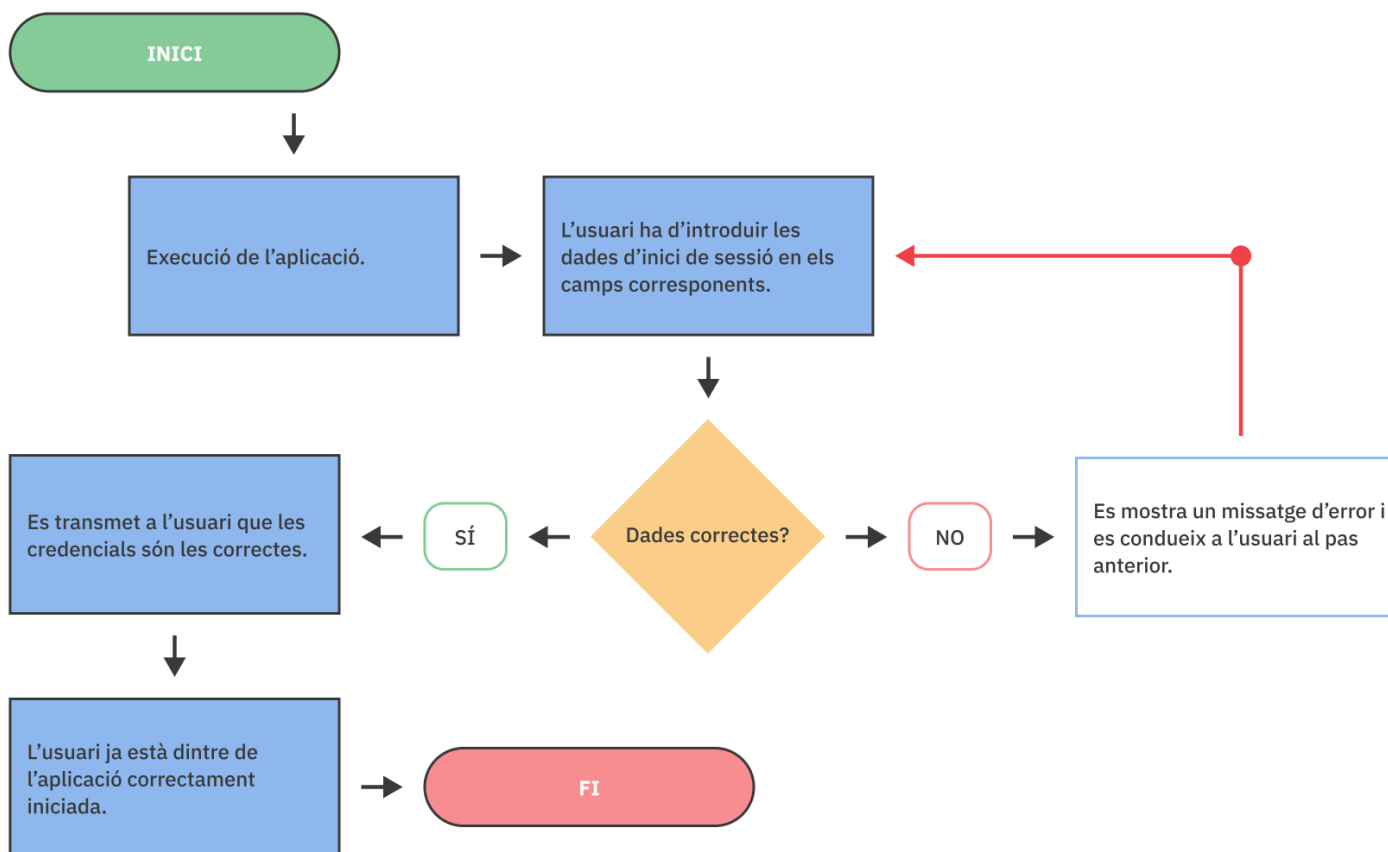 INICI
Execució de l’aplicació.
L’usuari ha d’introduir les
dades d’inici de sessió en els
camps corresponents.
Es transmet a l’usuari que les
credencials són les correctes.
SÍ
Dades correctes?
NO
Es mostra un missatge d’error i
es condueix a l’usuari al pas
anterior.
L’usuari ja està dintre de
l’aplicació correctament
iniciada.
FI